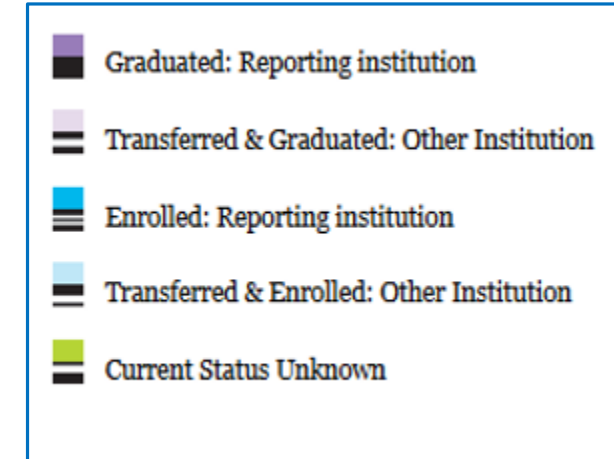 Graduated: Reporting institution
Transferred & Graduated: Other Institution
Enrolled: Reporting institution
Transferred & Enrolled: Other Institution
Current Status Unknown